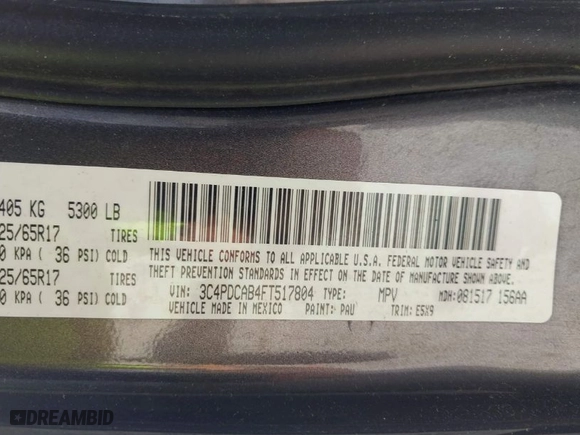 405 KG 5300 LB
25/65R17 TIRES
0 KPA ( 36 PSI) COLD
25/65R17 TIRES
0 KPA ( 36 PSI) COLD
THIS VEHICLE CONFORMS TO ALL APPLICABLE U.S.A. FEDERAL MOTOR VEHICLE SAFETY AND
THEFT PREVENTION STANDARDS IN EFFECT ON THE DATE OF MANUFACTURE SHOWN ABOVE.
VIN: 3C4PDCAB4FT517804 TYPE: MPV MDH:081517 156AA
VEHICLE MADE IN MEXICO PAINT: PAU TRIM: E5X9
DREAMBID